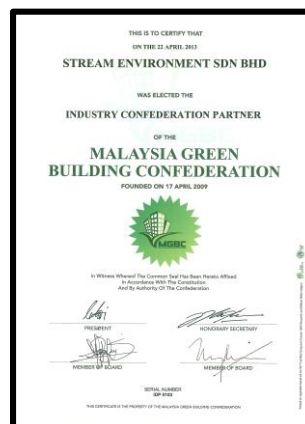 THIS IS TO CERTIFY THAT
ON THE 22 APRIL 2013
STREAM ENVIRONMENT SDN BHD
WAS ELECTED THE
INDUSTRY CONFEDERATION PARTNER
OF THE
MALAYSIA GREEN
BUILDING CONFEDERATION
FOUNDED ON 17 APRIL 2009
MGBC
In Witness Whereof The Common Seal Has Been Hereto Affixed
In Accordance With The Constitution
And By Authority Of The Confederation
PRESIDENT
HONORARY SECRETARY
MEMBER OF BOARD
MEMBER OF BOARD
SERIAL NUMBER
THIS CERTIFICATE IS THE PROPERTY OF THE MALAYSIA GREEN BUILDING CONFEDERATION